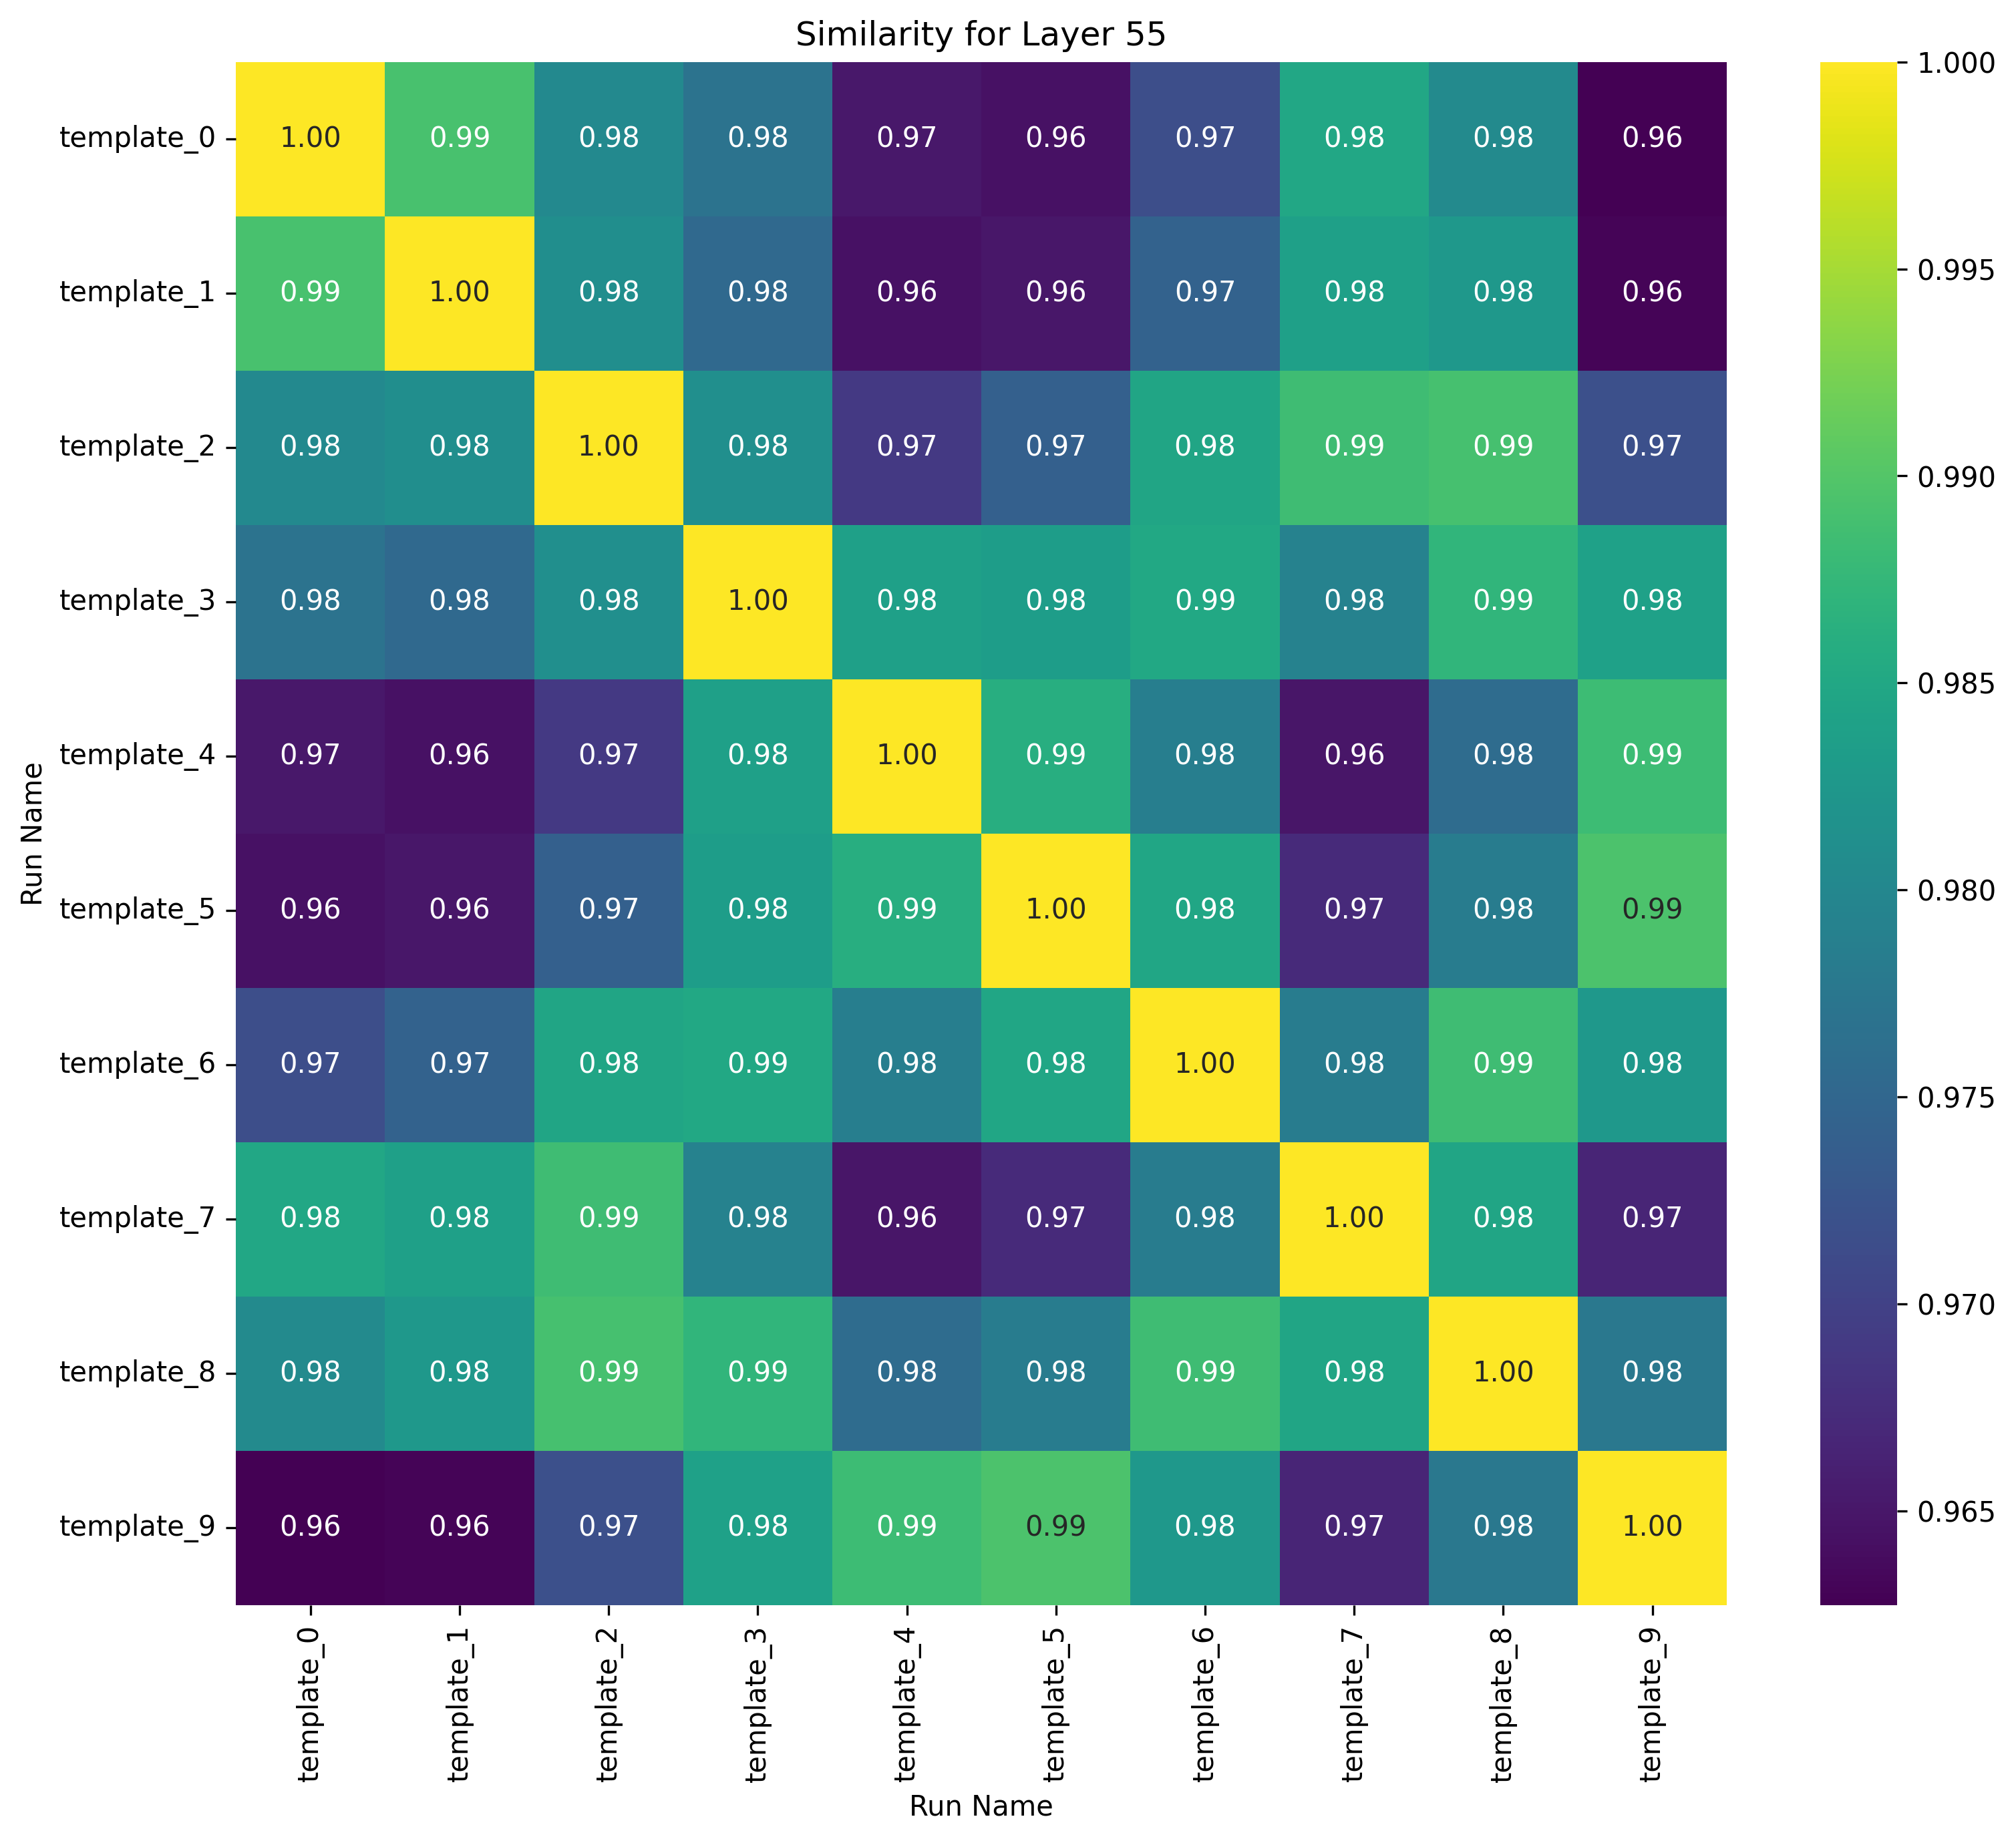 Similarity for Layer 55
template_0 1.00 0.99 0.98 0.98 0.97 0.96 0.97 0.98 0.98 0.96
template_1 0.99 1.00 0.98 0.98 0.96 0.96 0.97 0.98 0.98 0.96
template_2 0.98 0.98 1.00 0.98 0.97 0.97 0.98 0.99 0.99 0.97
template_3 0.98 0.98 0.98 1.00 0.98 0.98 0.99 0.98 0.99 0.98
template_4 0.97 0.96 0.97 0.98 1.00 0.99 0.98 0.96 0.98 0.99
template_5 0.96 0.96 0.97 0.98 0.99 1.00 0.98 0.97 0.98 0.99
template_6 0.97 0.97 0.98 0.99 0.98 0.98 1.00 0.98 0.99 0.98
template_7 0.98 0.98 0.99 0.98 0.96 0.97 0.98 1.00 0.98 0.97
template_8 0.98 0.98 0.99 0.99 0.98 0.98 0.99 0.98 1.00 0.98
template_9 0.96 0.96 0.97 0.98 0.99 0.99 0.98 0.97 0.98 1.00
Run Name
template_0 template_1 template_2 template_3 template_4 template_5 template_6 template_7 template_8 template_9
Run Name
1.000
0.995
0.990
0.985
0.980
0.975
0.970
0.965